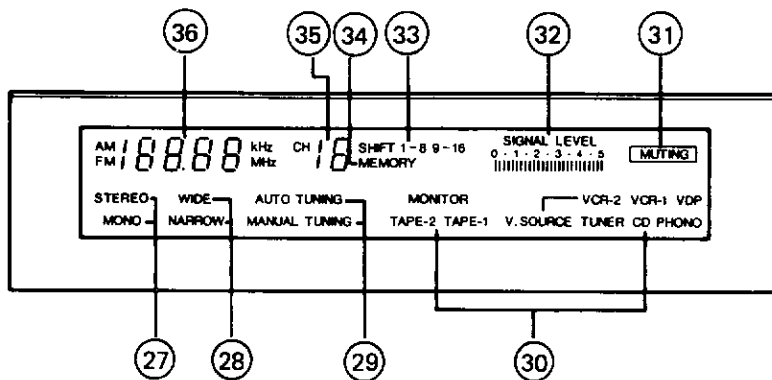 36 35 34 33 32 31
AM 18888 kHz CH 18 SHIFT 1-8 9-16 SIGNAL LEVEL
FM MHz MEMORY 0 - 1 - 2 - 3 - 4 - 5 MUTING
STEREO WIDE AUTO TUNING MONITOR VCR-2 VCR-1 VDP
MONO NARROW MANUAL TUNING TAPE-2 TAPE-1 V.SOURCE TUNER CD PHONO
27 28 29 30